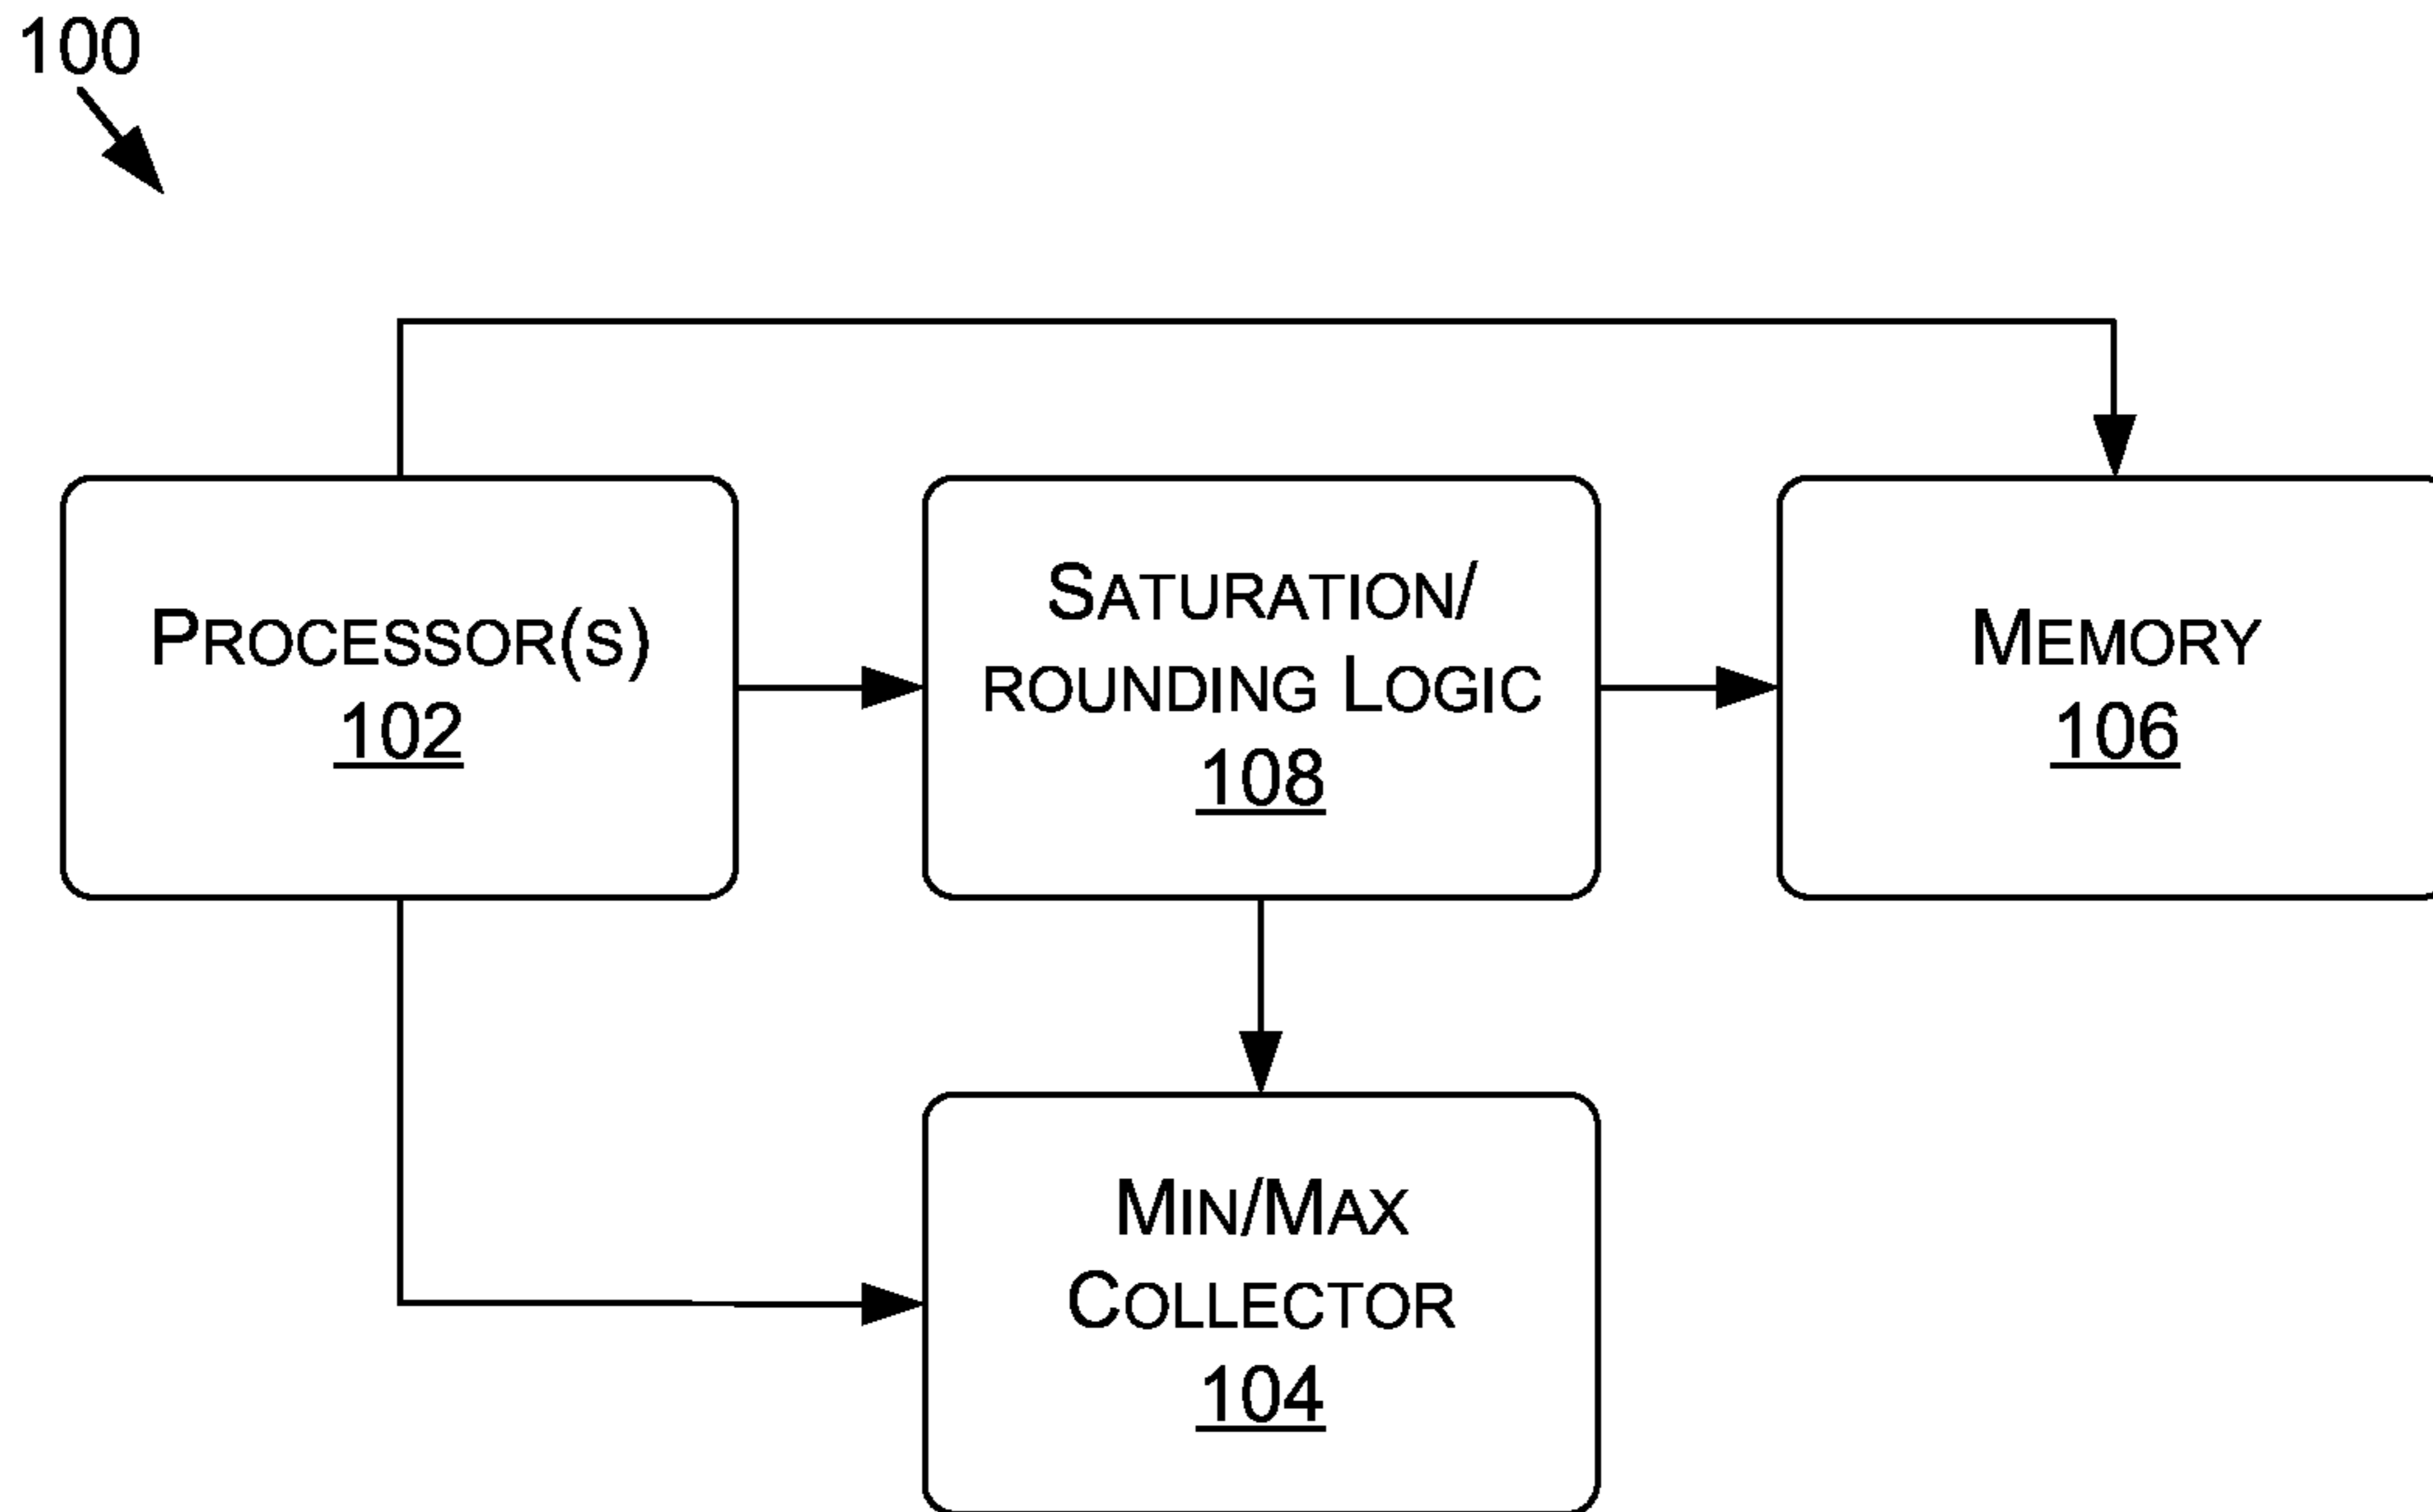 100
PROCESSOR(S)
102
SATURATION/
ROUNDING LOGIC
108
MEMORY
106
MIN/MAX
COLLECTOR
104